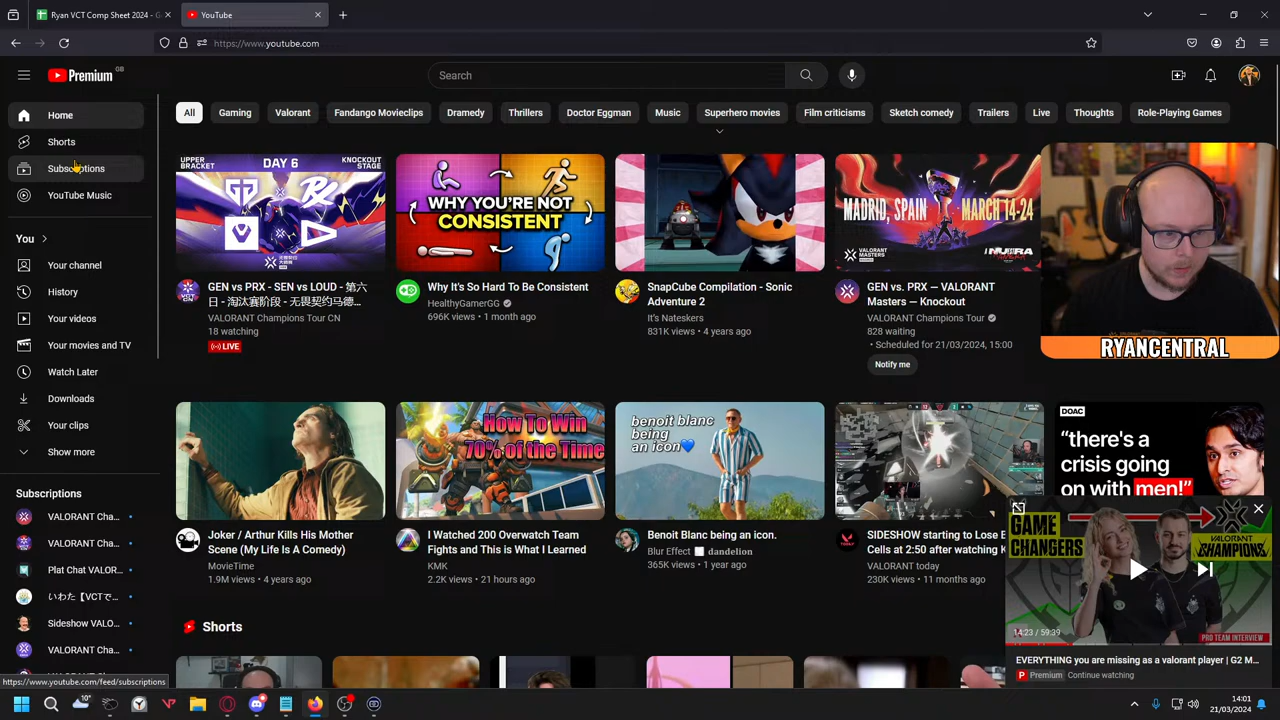 Ryan VCT Comp Sheet 2024 - G
YouTube
https://www.youtube.com
Premium GB
Search
Home
Shorts
Subscriptions
YouTube Music
You
Your channel
History
Your videos
Your movies and TV
Watch Later
Downloads
Your clips
Show more
Subscriptions
VALORANT Cha...
VALORANT Cha...
Plat Chat VALOR...
いわた【VCTで...
Sideshow VALO...
VALORANT Cha...
All
Gaming
Valorant
Fandango Movieclips
Dramedy
Thrillers
Doctor Eggman
Music
Superhero movies
Film criticisms
Sketch comedy
Trailers
Live
Thoughts
Role-Playing Games
UPPER BRACKET
DAY 6
KNOCKOUT STAGE
GEN vs PRX - SEN vs LOUD - 第六
日 - 淘汰赛阶段 - 无畏契约马德...
VALORANT Champions Tour CN
18 watching
LIVE
WHY YOU'RE NOT
CONSISTENT
Why It's So Hard To Be Consistent
HealthyGamerGG
696K views • 1 month ago
SnapCube Compilation - Sonic
Adventure 2
It's Nateskers
831K views • 4 years ago
MADRID, SPAIN
MARCH 14-24
VALORANT MASTERS
GEN vs. PRX — VALORANT
Masters — Knockout
VALORANT Champions Tour
828 waiting
• Scheduled for 21/03/2024, 15:00
Notify me
RYANCENTRAL
Joker / Arthur Kills His Mother
Scene (My Life Is A Comedy)
MovieTime
1.9M views • 4 years ago
How To Win
70% of the Time
I Watched 200 Overwatch Team
Fights and This is What I Learned
KMK
2.2K views • 21 hours ago
benoit blanc
being
an icon💙
Benoit Blanc being an icon.
Blur Effect dandelion
365K views • 1 year ago
SIDESHOW starting to Lose B
Cells at 2:50 after watching K
VALORANT today
230K views • 11 months ago
DOAC
“there's a
crisis going
on with men!”
GAME
CHANGERS
VALORANT
CHAMPIONS
PRO TEAM INTERVIEW
14:23 / 59:39
EVERYTHING you are missing as a valorant player | G2 M...
Premium Continue watching
Shorts
https://www.youtube.com/feed/subscriptions
10°
14:01
21/03/2024